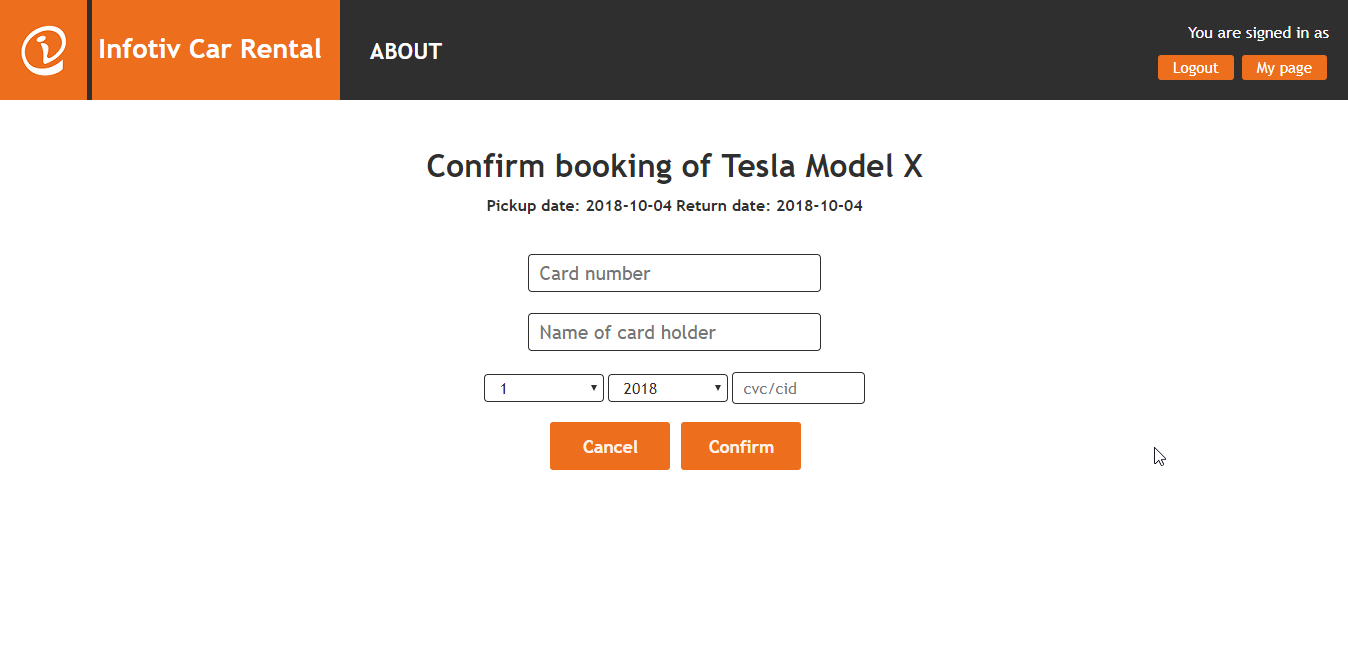 Infotiv Car Rental
ABOUT
You are signed in as
Logout My page
Confirm booking of Tesla Model X
Pickup date: 2018-10-04 Return date: 2018-10-04
Card number
Name of card holder
1 2018 cvc/cid
Cancel Confirm